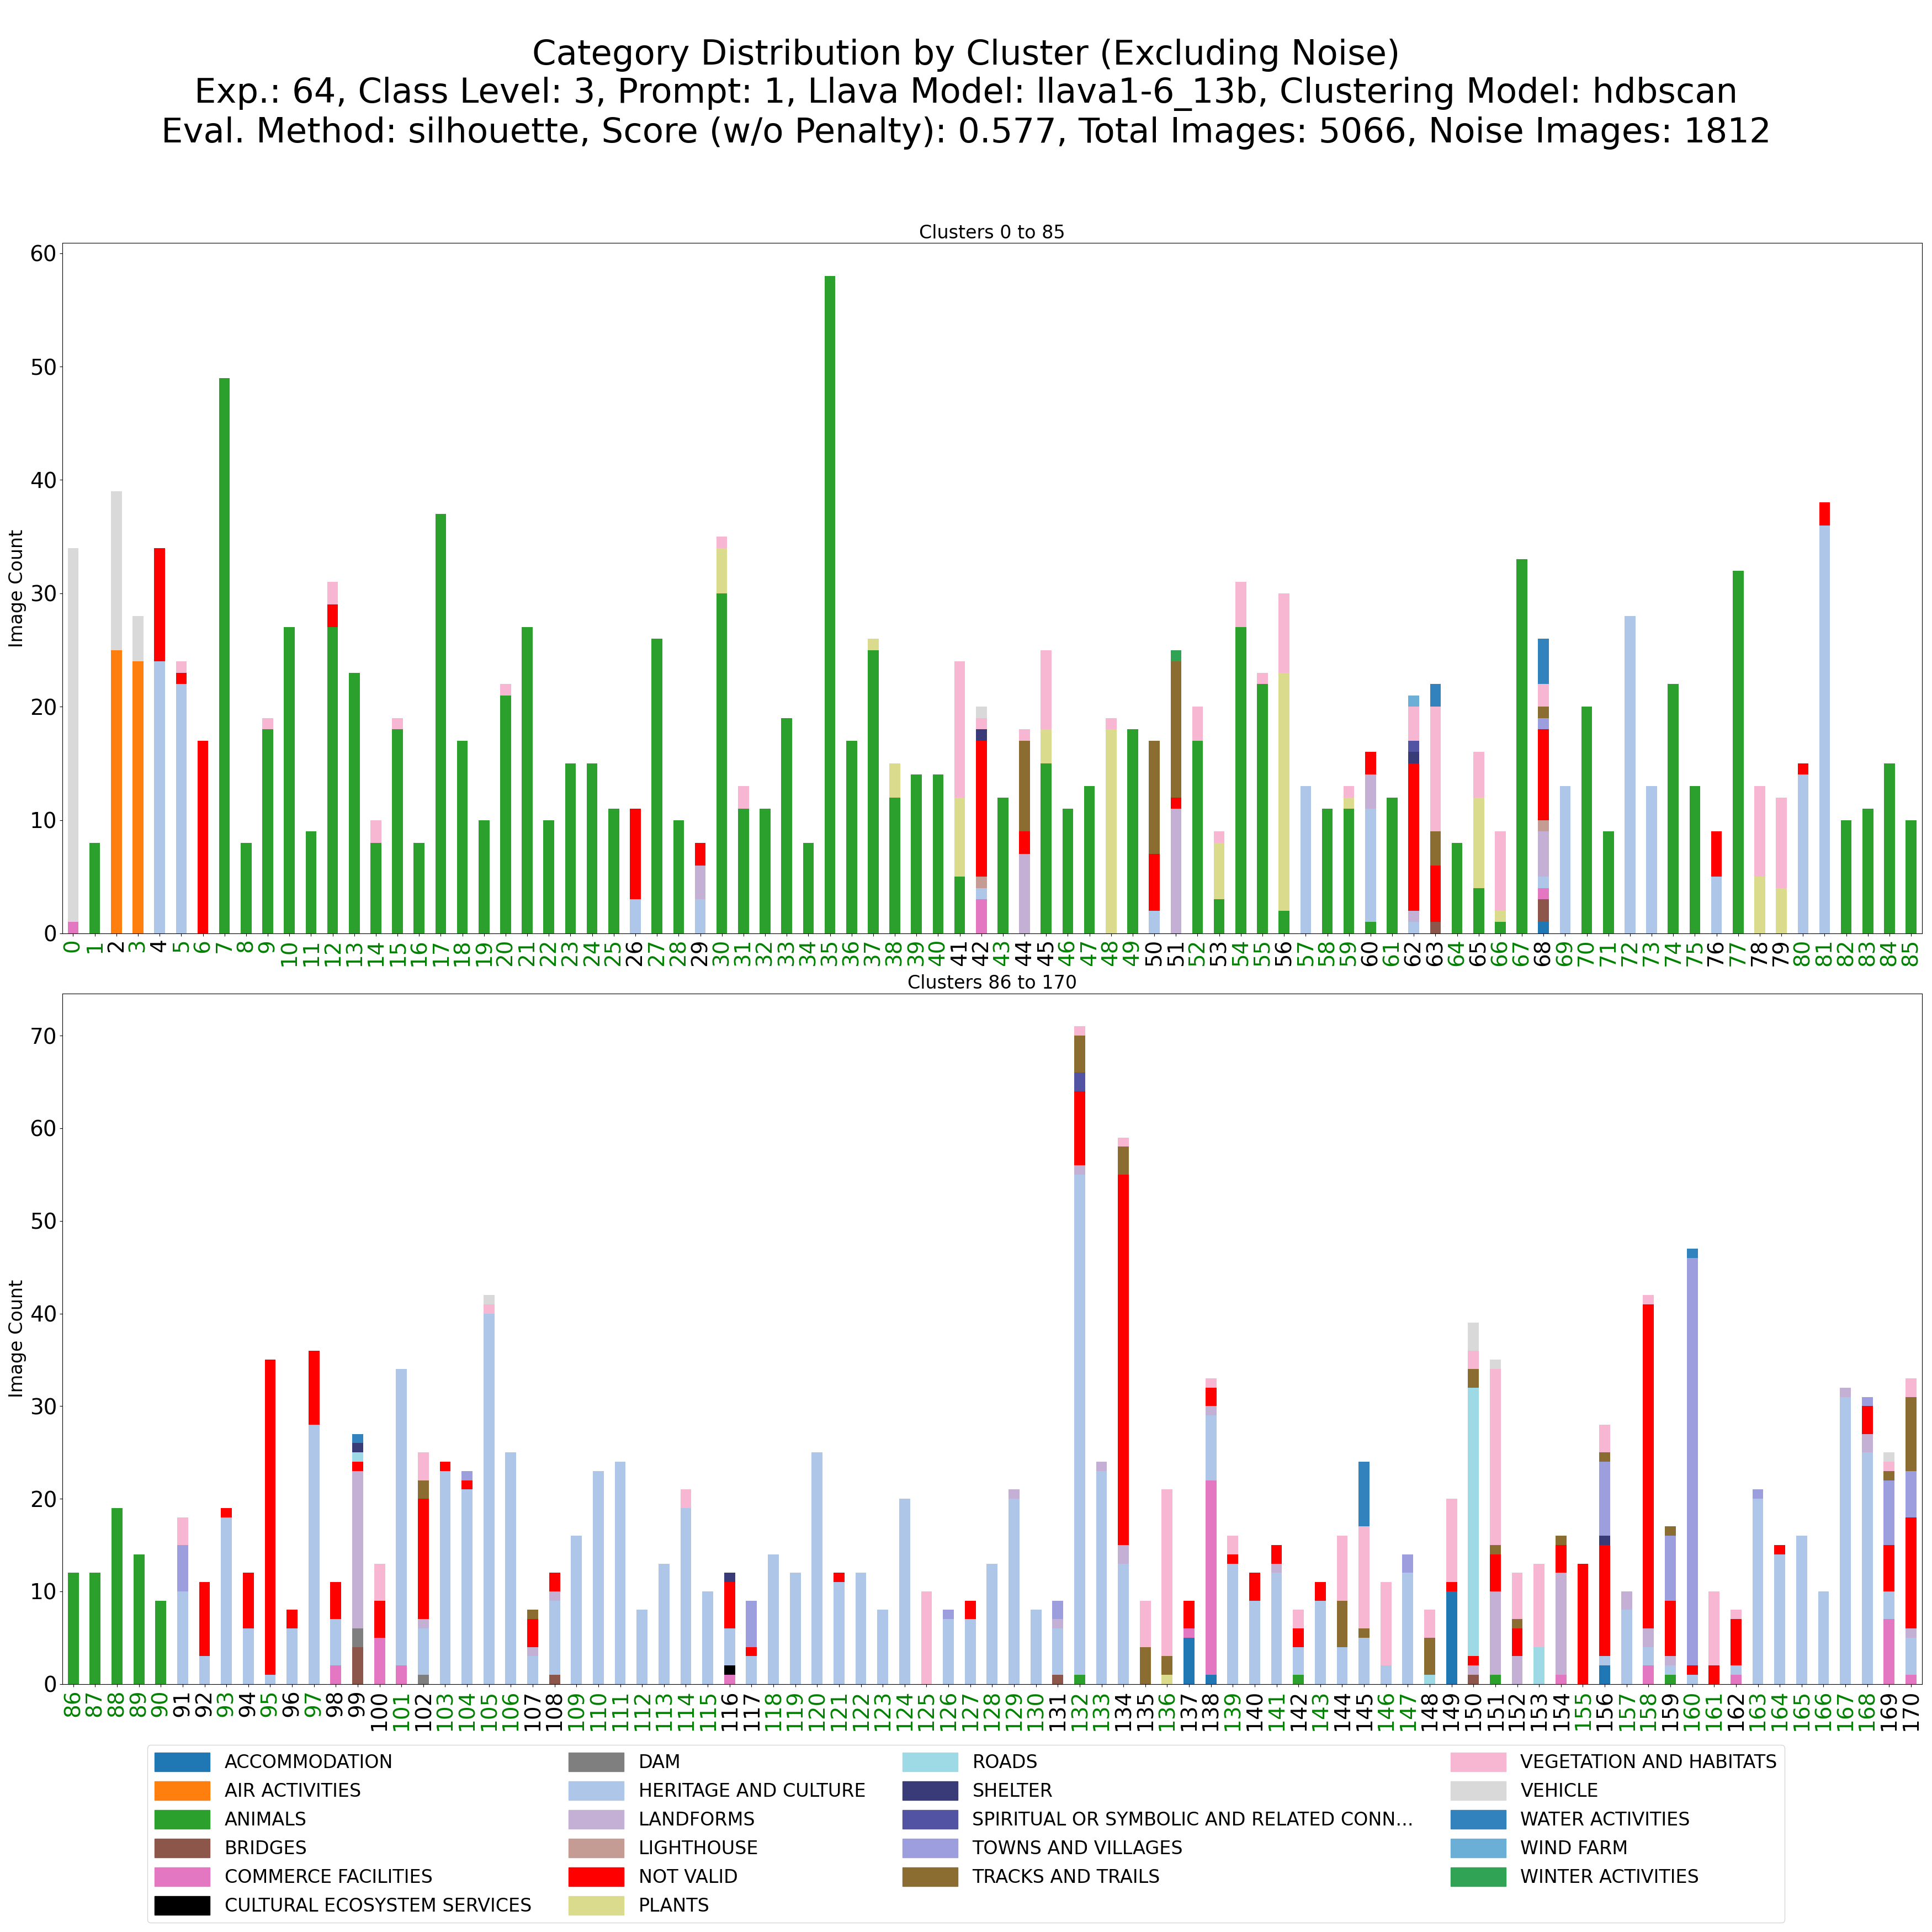 Category Distribution by Cluster (Excluding Noise)
Exp.: 64, Class Level: 3, Prompt: 1, Llava Model: llava1-6_13b, Clustering Model: hdbscan
Eval. Method: silhouette, Score (w/o Penalty): 0.577, Total Images: 5066, Noise Images: 1812
Clusters 0 to 85
60
50
40
30
20
10
0
Image Count
0 1 2 3 4 5 6 7 8 9 10 11 12 13 14 15 16 17 18 19 20 21 22 23 24 25 26 27 28 29 30 31 32 33 34 35 36 37 38 39 40 41 42 43 44 45 46 47 48 49 50 51 52 53 54 55 56 57 58 59 60 61 62 63 64 65 66 67 68 69 70 71 72 73 74 75 76 77 78 79 80 81 82 83 84 85
Clusters 86 to 170
70
60
50
40
30
20
10
0
Image Count
86 87 88 89 90 91 92 93 94 95 96 97 98 99 100 101 102 103 104 105 106 107 108 109 110 111 112 113 114 115 116 117 118 119 120 121 122 123 124 125 126 127 128 129 130 131 132 133 134 135 136 137 138 139 140 141 142 143 144 145 146 147 148 149 150 151 152 153 154 155 156 157 158 159 160 161 162 163 164 165 166 167 168 169 170
ACCOMMODATION
AIR ACTIVITIES
ANIMALS
BRIDGES
COMMERCE FACILITIES
CULTURAL ECOSYSTEM SERVICES
DAM
HERITAGE AND CULTURE
LANDFORMS
LIGHTHOUSE
NOT VALID
PLANTS
ROADS
SHELTER
SPIRITUAL OR SYMBOLIC AND RELATED CONN...
TOWNS AND VILLAGES
TRACKS AND TRAILS
VEGETATION AND HABITATS
VEHICLE
WATER ACTIVITIES
WIND FARM
WINTER ACTIVITIES